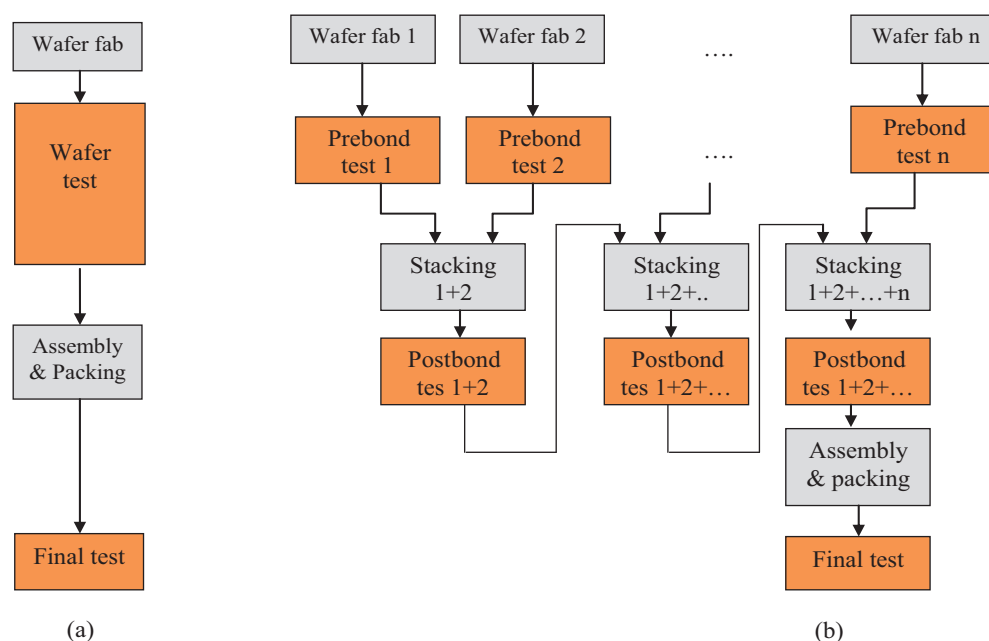 Wafer fab
Wafer
test
Assembly
& Packing
Final test
(a)
Wafer fab 1
Wafer fab 2
....
Wafer fab n
Prebond
test 1
Prebond
test 2
....
Prebond
test n
Stacking
1+2
Stacking
1+2+..
Stacking
1+2+…+n
Postbond
tes 1+2
Postbond
tes 1+2+…
Postbond
tes 1+2+…
Assembly
& packing
Final test
(b)